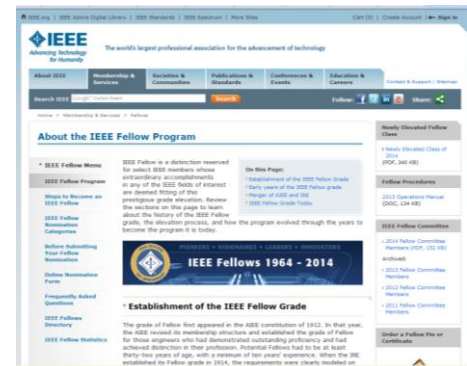 IEEE.org | IEEE Xplore Digital Library | IEEE Standards | IEEE Spectrum | More Sites
Cart (0) | Create Account | Sign In
IEEE
Advancing Technology
for Humanity
The world's largest professional association for the advancement of technology
About IEEE
Membership & Services
Societies & Communities
Publications & Standards
Conferences & Events
Education & Careers
Contact & Support | Sitemap
Search IEEE
Search
Follow:
Share:
Home > Membership & Services > Fellows
About the IEEE Fellow Program
IEEE Fellow Menu
IEEE Fellow Program
Steps to Become an
IEEE Fellow
IEEE Fellow
Nomination
Categories
Before Submitting
Your Fellow
Nomination
Online Nomination
Form
Frequently Asked
Questions
IEEE Fellows
Directory
IEEE Fellow Statistics
IEEE Fellow is a distinction reserved
for select IEEE members whose
extraordinary accomplishments
in any of the IEEE fields of interest
are deemed fitting of this
prestigious grade elevation. Review
the sections on this page to learn
about the history of the IEEE Fellow
grade, the elevation process, and how the program evolved through the years to
become the program it is today.
On this Page:
Establishment of the IEEE Fellow Grade
Early years of the IEEE Fellow grade
Merger of AIEE and IRE
IEEE Fellow Grade Today
PIONEERS • VISIONARIES • LEADERS • INNOVATORS
IEEE Fellows 1964 - 2014
Establishment of the IEEE Fellow Grade
The grade of Fellow first appeared in the AIEE constitution of 1912. In that year,
the AIEE revised its membership structure and established the grade of Fellow
for those engineers who had demonstrated outstanding proficiency and had
achieved distinction in their profession. Potential Fellows had to be at least
thirty-two years of age, with a minimum of ten years' experience. When the IRE
established its Fellow grade in 1914, the requirements were clearly modeled on
Newly Elevated Fellow
Class
Newly Elevated Class of
2014
(PDF, 340 KB)
Fellow Procedures
2013 Operations Manual
(DOC, 134 KB)
IEEE Fellow Committee
2014 Fellow Committee
Members (PDF, 152 KB)
Archived:
2013 Fellow Committee
Members
2012 Fellow Committee
Members
2011 Fellow Committee
Members
Order a Fellow Pin or
Certificate